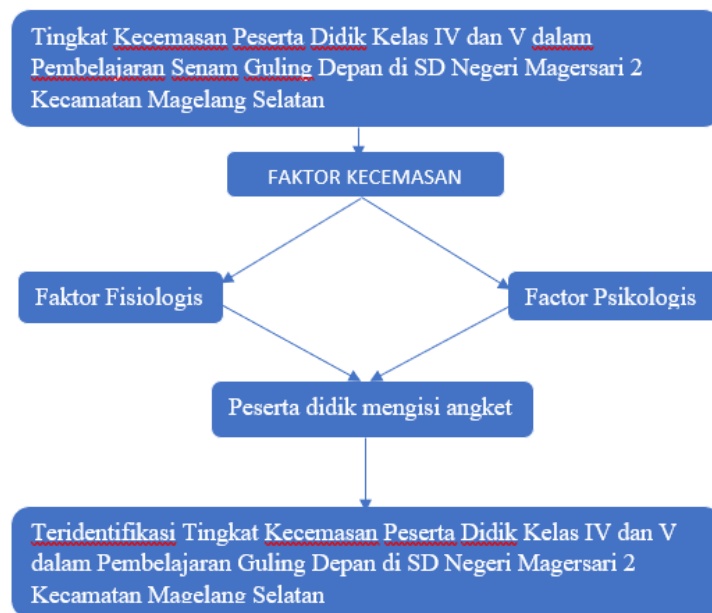 Tingkat Kecemasan Peserta Didik Kelas IV dan V dalam
Pembelajaran Senam Guling Depan di SD Negeri Magersari 2
Kecamatan Magelang Selatan
FAKTOR KECEMASAN
Faktor Fisiologis
Factor Psikologis
Peserta didik mengisi angket
Teridentifikasi Tingkat Kecemasan Peserta Didik Kelas IV dan V
dalam Pembelajaran Guling Depan di SD Negeri Magersari 2
Kecamatan Magelang Selatan